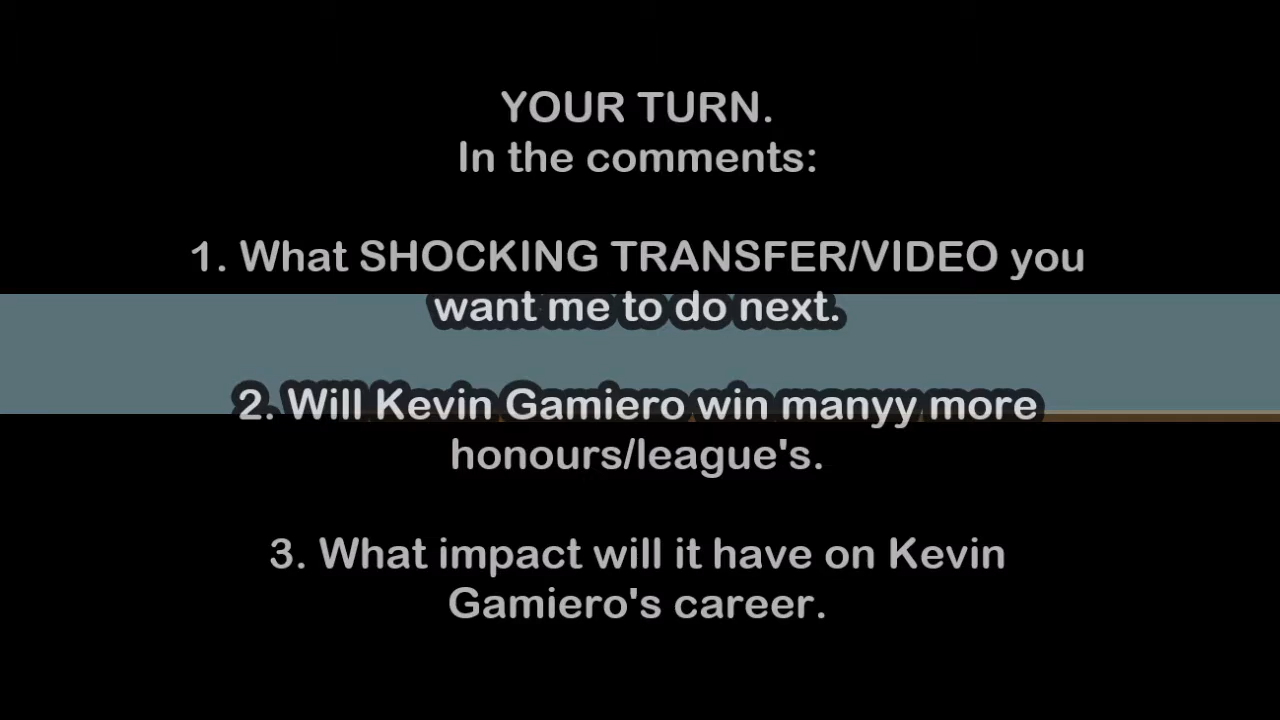 YOUR TURN.
In the comments:
1. What SHOCKING TRANSFER/VIDEO you
want me to do next.
2. Will Kevin Gamiero win manyy more
honours/league's.
3. What impact will it have on Kevin
Gamiero's career.